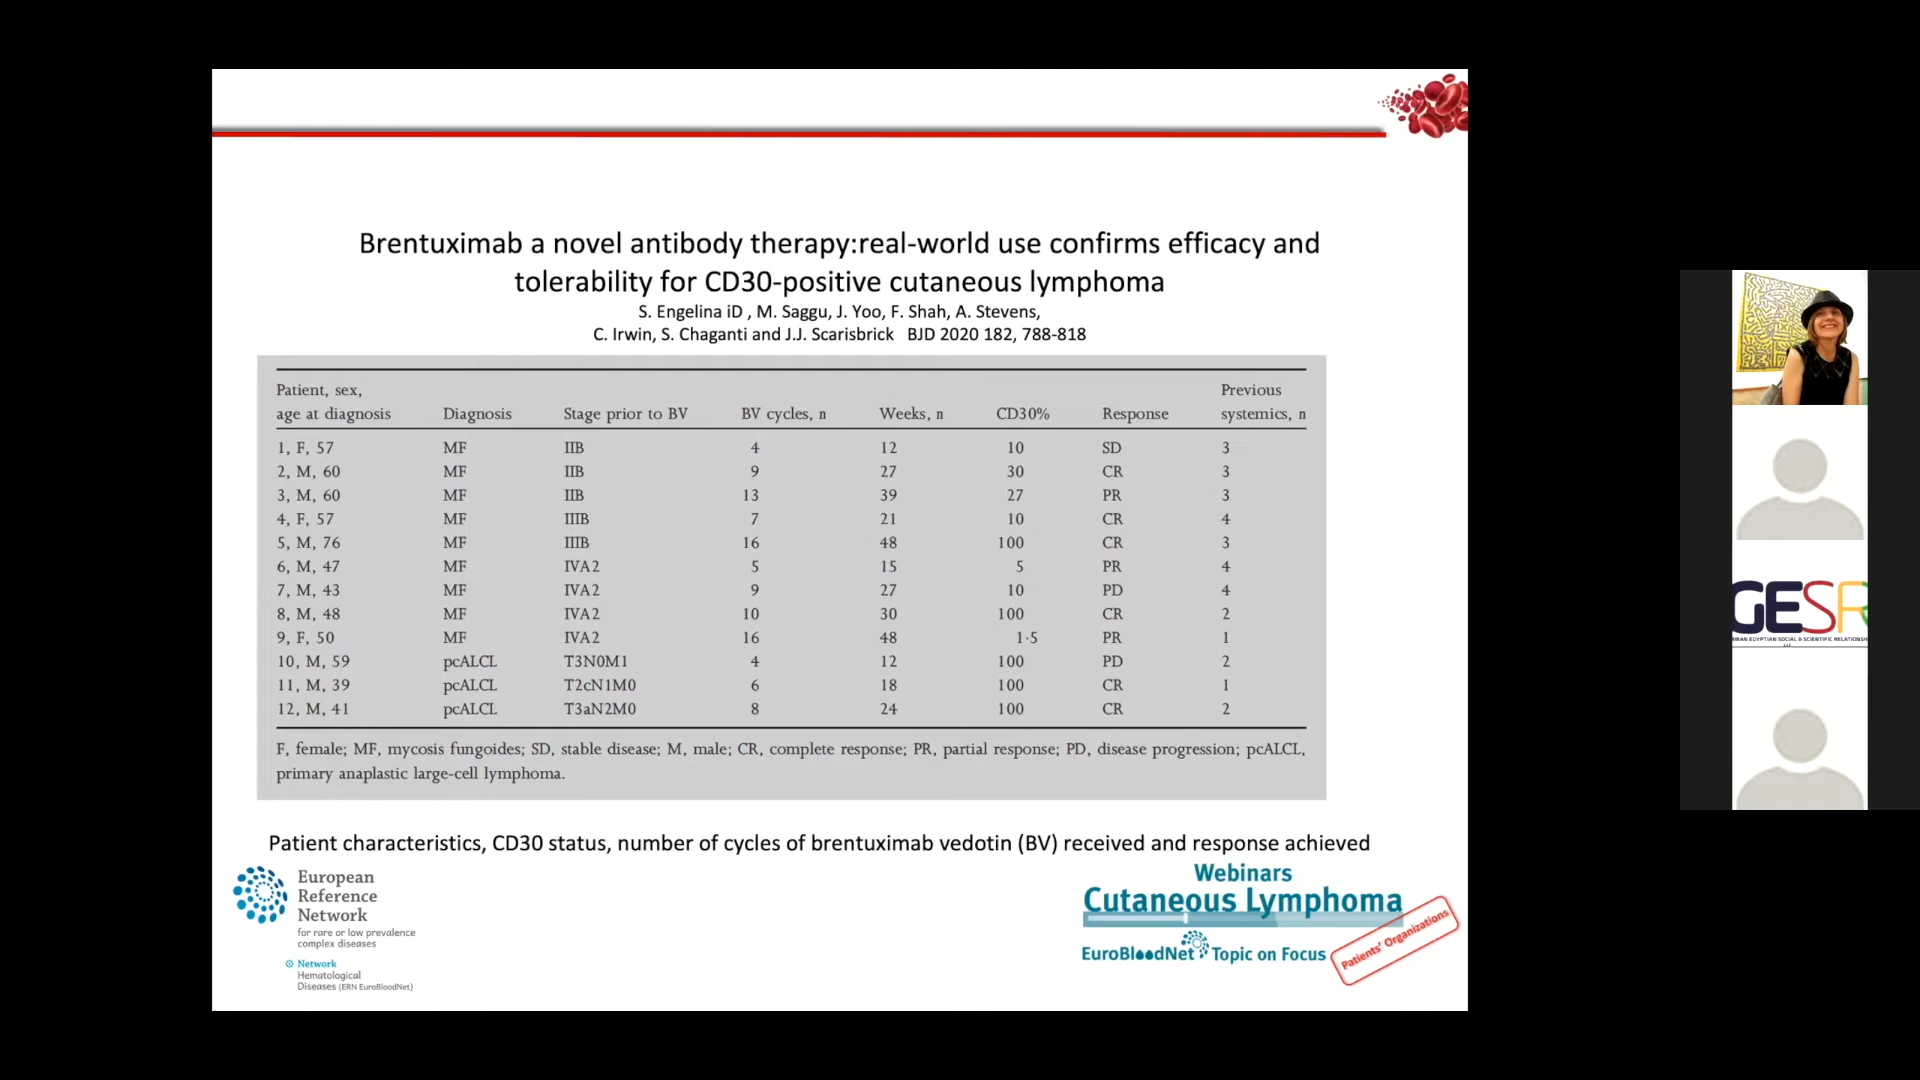 Brentuximab a novel antibody therapy:real-world use confirms efficacy and
tolerability for CD30-positive cutaneous lymphoma
S. Engelina iD , M. Saggu, J. Yoo, F. Shah, A. Stevens,
C. Irwin, S. Chaganti and J.J. Scarisbrick BJD 2020 182, 788-818
Patient, sex, age at diagnosis Diagnosis Stage prior to BV BV cycles, n Weeks, n CD30% Response Previous systemics, n
1, F, 57 MF IIB 4 12 10 SD 3
2, M, 60 MF IIB 9 27 30 CR 3
3, M, 60 MF IIB 13 39 27 PR 3
4, F, 57 MF IIIB 7 21 10 CR 4
5, M, 76 MF IIIB 16 48 100 CR 3
6, M, 47 MF IVA2 5 15 5 PR 4
7, M, 43 MF IVA2 9 27 10 PD 4
8, M, 48 MF IVA2 10 30 100 CR 2
9, F, 50 MF IVA2 16 48 1·5 PR 1
10, M, 59 pcALCL T3N0M1 4 12 100 PD 2
11, M, 39 pcALCL T2cN1M0 6 18 100 CR 1
12, M, 41 pcALCL T3aN2M0 8 24 100 CR 2
F, female; MF, mycosis fungoides; SD, stable disease; M, male; CR, complete response; PR, partial response; PD, disease progression; pcALCL,
primary anaplastic large-cell lymphoma.
Patient characteristics, CD30 status, number of cycles of brentuximab vedotin (BV) received and response achieved
European
Reference
Network
for rare or low prevalence
complex diseases
Network
Hematological
Diseases (ERN EuroBloodNet)
Webinars
Cutaneous Lymphoma
EuroBloodNet Topic on Focus
Patients' Organizations
GESR
EGYPTIAN SOCIAL & SCIENTIFIC